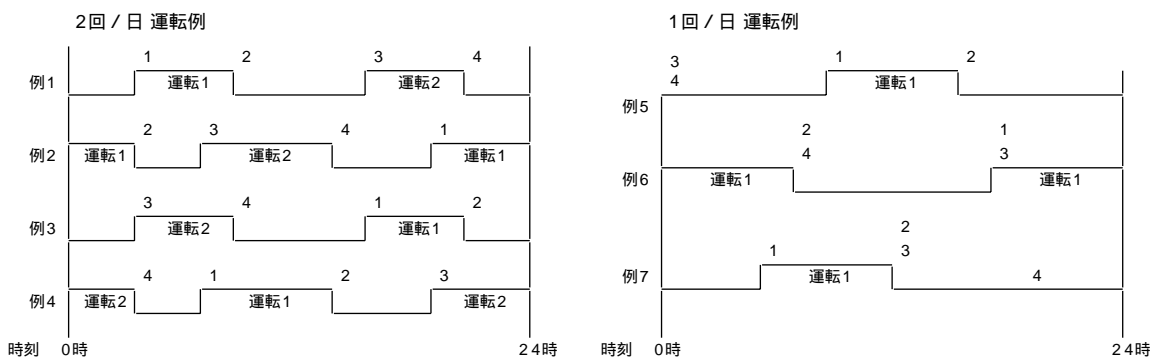 2回/日 運転例
1 2 3 4
例1 運転1 運転2
2 3 4 1
例2 運転1 運転2 運転1
3 4 1 2
例3 運転2 運転1
4 1 2 3
例4 運転2 運転1 運転2
時刻 0時 24時
1回/日 運転例
3 1 2
4 運転1
例5
2 1
4 3
例6 運転1 運転1
2
1 3
例7 運転1 4
時刻 0時 24時